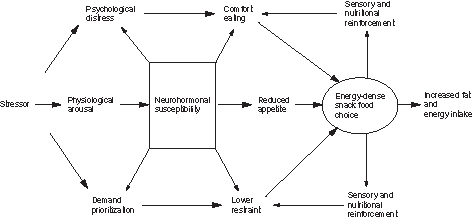 Psychological
distress
Comfort
eating
Sensory and
nutritional
reinforcement
Stressor
Physiological
arousal
Neurohormonal
susceptibility
Reduced
appetite
Energy-dense
snack food
choice
Increased fat
and
energy intake
Demand
prioritization
Lower
restraint
Sensory and
nutritional
reinforcement